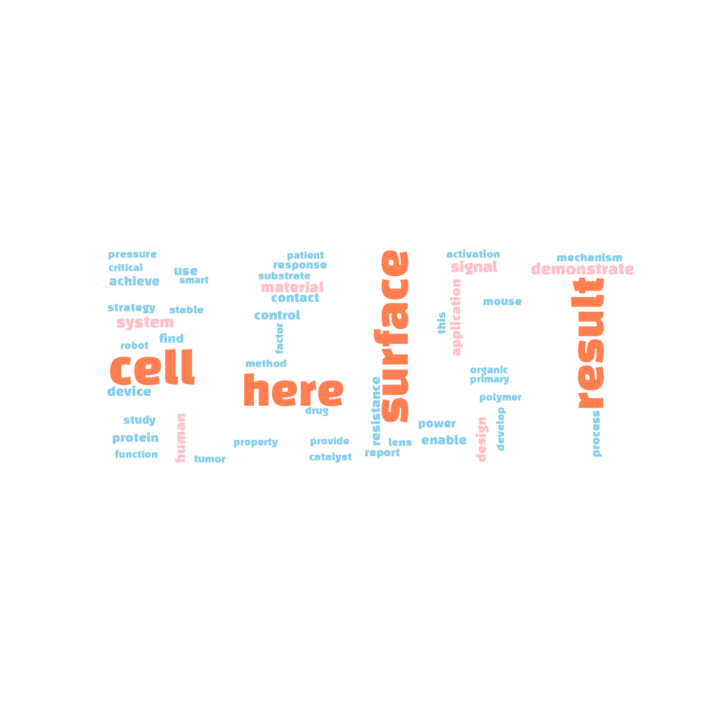 pressure
critical
use
achieve
smart
strategy
stable
system
find
robot
cell
device
study
human
protein
function
tumor
patient
response
substrate
material
contact
control
factor
method
here
drug
property
provide
catalyst
surface
resistance
lens
report
power
enable
activation
signal
application
this
mouse
organic
primary
polymer
develop
design
mechanism
demonstrate
result
process